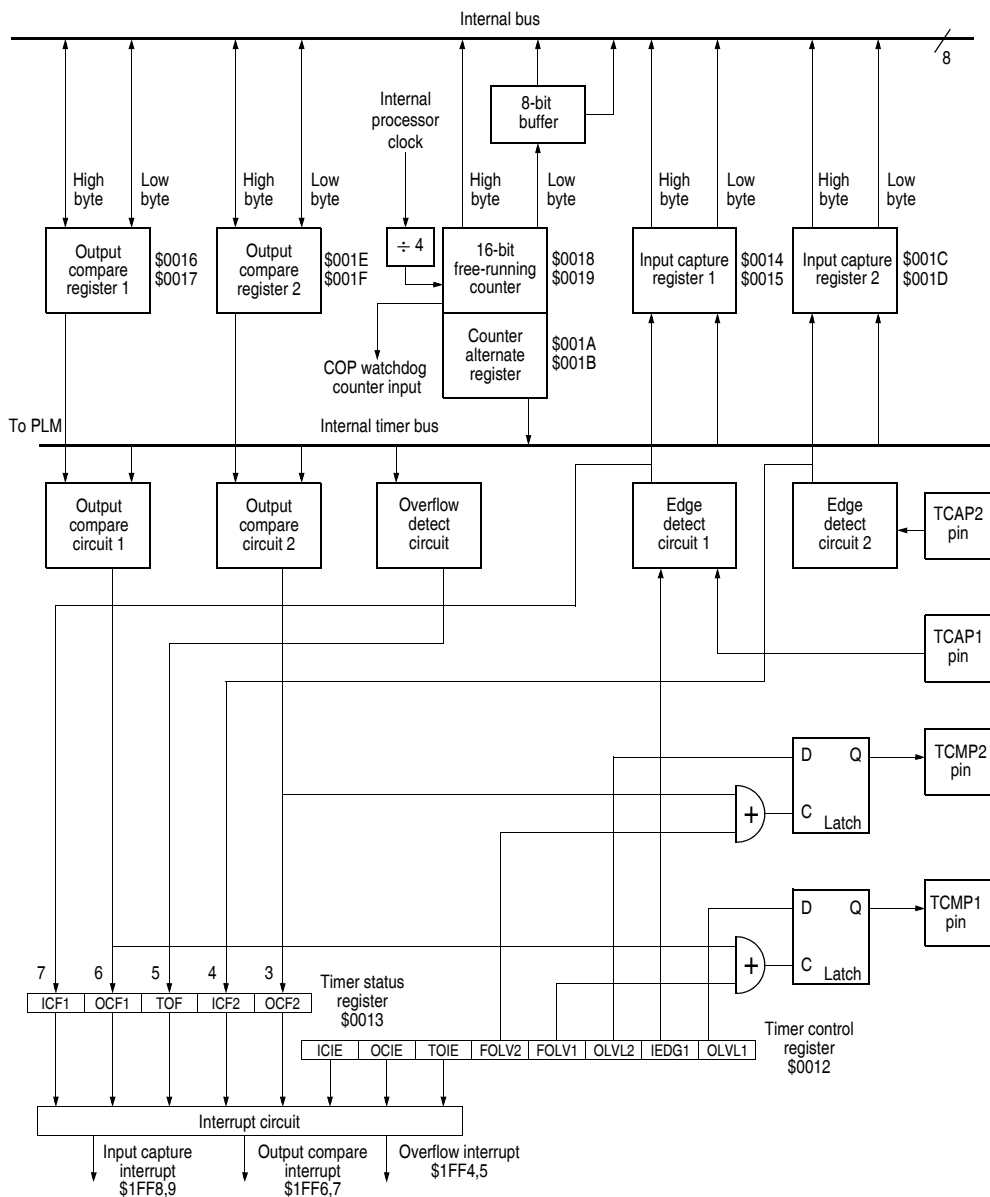 Internal bus
8
Internal
processor
clock
8-bit
buffer
High
byte
Low
byte
High
byte
Low
byte
High
byte
Low
byte
High
byte
Low
byte
High
byte
Low
byte
Output
compare
register 1
$0016
$0017
Output
compare
register 2
$001E
$001F
÷ 4
16-bit
free-running
counter
$0018
$0019
Input capture
register 1
$0014
$0015
Input capture
register 2
$001C
$001D
Counter
alternate
register
$001A
$001B
COP watchdog
counter input
To PLM
Internal timer bus
Output
compare
circuit 1
Output
compare
circuit 2
Overflow
detect
circuit
Edge
detect
circuit 1
Edge
detect
circuit 2
TCAP2
pin
TCAP1
pin
D Q
C
Latch
+
TCMP2
pin
D Q
C
Latch
+
TCMP1
pin
7 6 5 4 3
ICF1 OCF1 TOF ICF2 OCF2
Timer status
register
$0013
ICIE OCIE TOIE FOLV2 FOLV1 OLVL2 IEDG1 OLVL1
Timer control
register
$0012
Interrupt circuit
Input capture
interrupt
$1FF8,9
Output compare
interrupt
$1FF6,7
Overflow interrupt
$1FF4,5